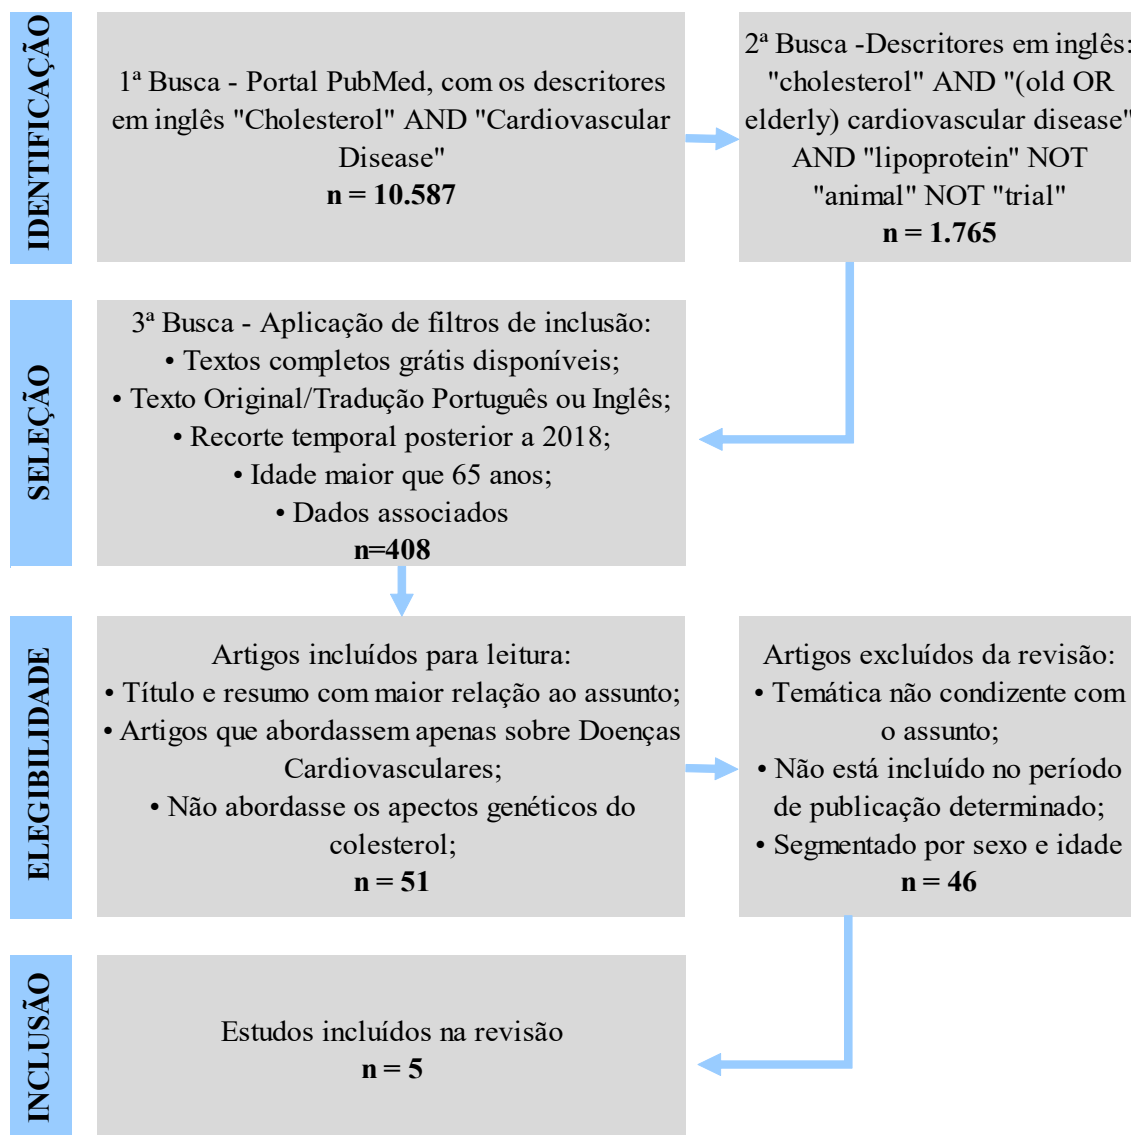 IDENTIFICAÇÃO
1ª Busca - Portal PubMed, com os descritores
em inglês "Cholesterol" AND "Cardiovascular
Disease"
n = 10.587
2ª Busca -Descritores em inglês:
"cholesterol" AND "(old OR
elderly) cardiovascular disease"
AND "lipoprotein" NOT
"animal" NOT "trial"
n = 1.765
SELEÇÃO
3ª Busca - Aplicação de filtros de inclusão:
• Textos completos grátis disponíveis;
• Texto Original/Tradução Português ou Inglês;
• Recorte temporal posterior a 2018;
• Idade maior que 65 anos;
• Dados associados
n=408
ELEGIBILIDADE
Artigos incluídos para leitura:
• Título e resumo com maior relação ao assunto;
• Artigos que abordassem apenas sobre Doenças
Cardiovasculares;
• Não abordasse os apectos genéticos do
colesterol;
n = 51
Artigos excluídos da revisão:
• Temática não condizente com
o assunto;
• Não está incluído no período
de publicação determinado;
• Segmentado por sexo e idade
n = 46
INCLUSÃO
Estudos incluídos na revisão
n = 5